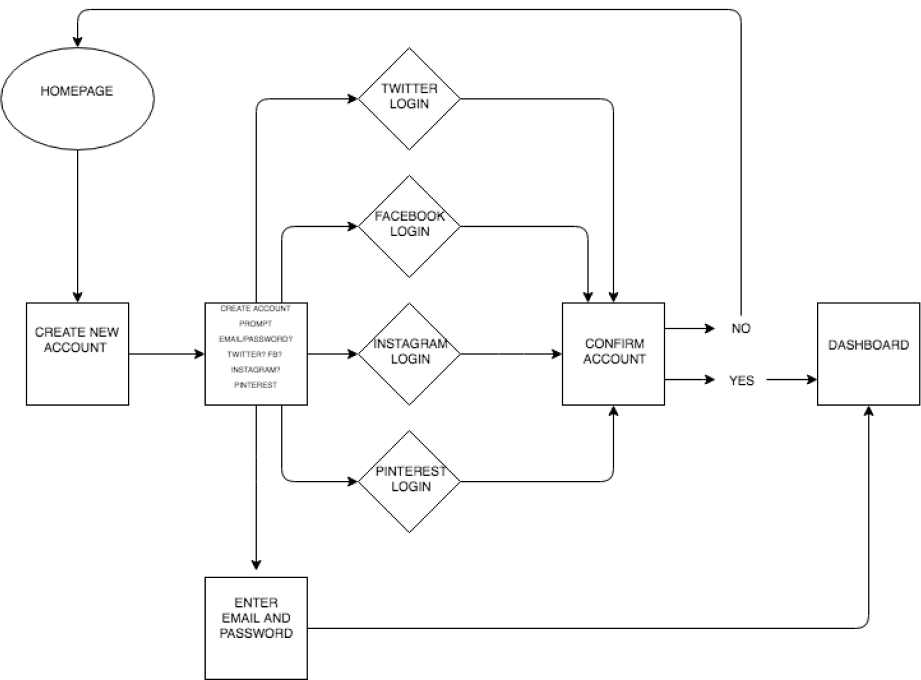 HOMEPAGE
TWITTER
LOGIN
FACEBOOK
LOGIN
CREATE NEW
ACCOUNT
CREATE ACCOUNT
PROMPT
EMAIL/PASSWORD?
TWITTER? FB?
INSTAGRAM?
PINTEREST
INSTAGRAM
LOGIN
CONFIRM
ACCOUNT
NO
YES
DASHBOARD
PINTEREST
LOGIN
ENTER
EMAIL AND
PASSWORD